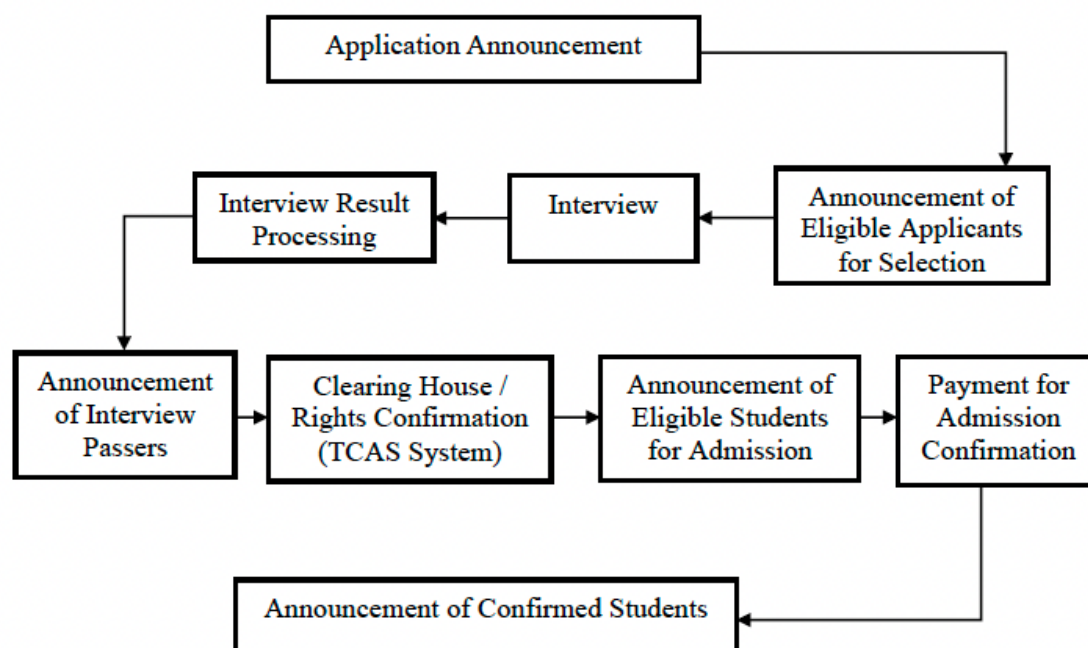 Application Announcement
Announcement of
Eligible Applicants
for Selection
Interview
Interview Result
Processing
Announcement
of Interview
Passers
Clearing House /
Rights Confirmation
(TCAS System)
Announcement of
Eligible Students
for Admission
Payment for
Admission
Confirmation
Announcement of Confirmed Students